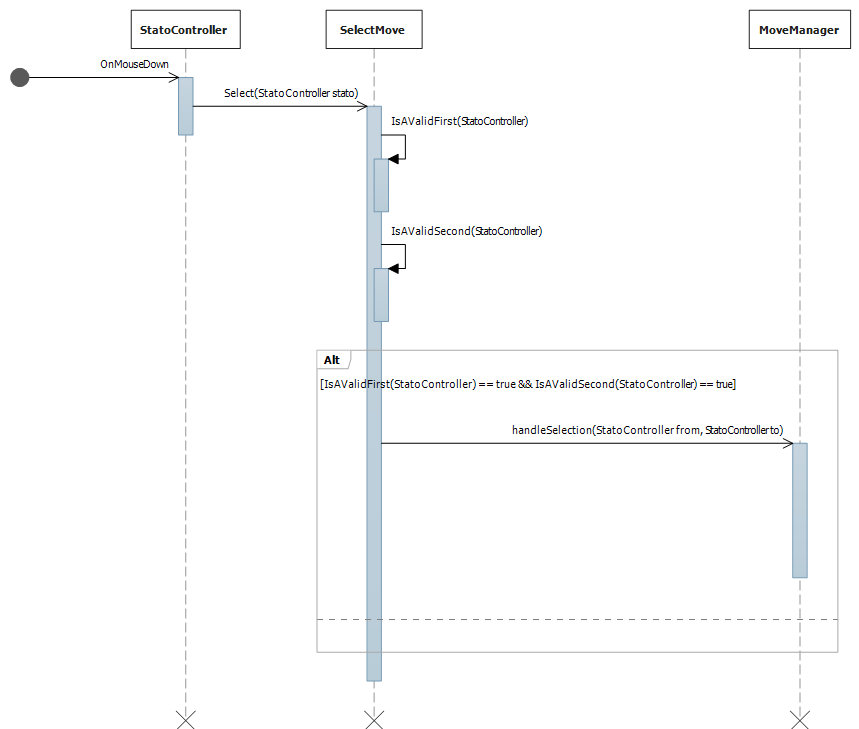 StatoController
SelectMove
MoveManager
OnMouseDown
Select(StatoController stato)
IsAValidFirst(StatoController)
IsAValidSecond(StatoController)
Alt
[IsAValidFirst(StatoController) == true && IsAValidSecond(StatoController) == true]
handleSelection(StatoController from, StatoController to)